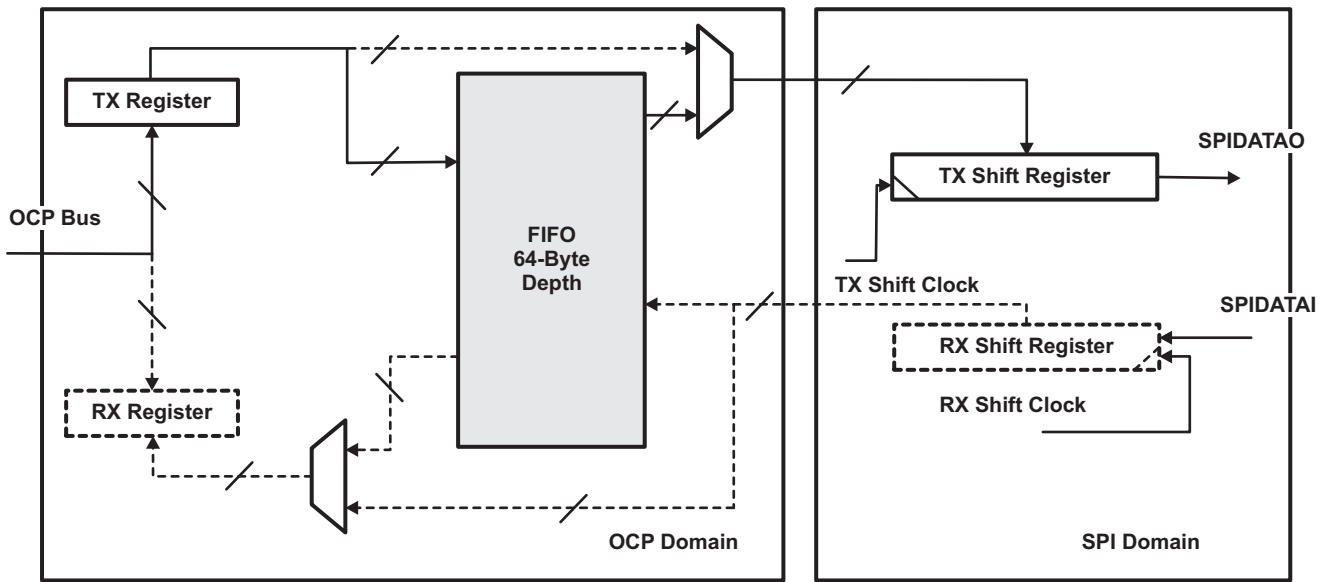 TX Register
SPIDATAO
TX Shift Register
OCP Bus
FIFO
64-Byte
Depth
TX Shift Clock
SPIDATAI
RX Shift Register
RX Register
RX Shift Clock
OCP Domain
SPI Domain